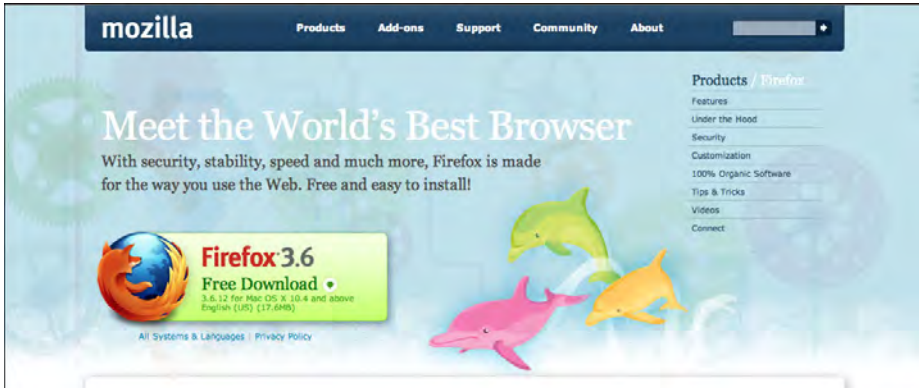 mozilla
Products Add-ons Support Community About
Products / Firefox
Features
Under the Hood
Security
Customization
100% Organic Software
Tips & Tricks
Videos
Connect
Meet the World's Best Browser
With security, stability, speed and much more, Firefox is made
for the way you use the Web. Free and easy to install!
Firefox 3.6
Free Download
3.6.12 for Mac OS X 10.4 and above
English (US) (17.6MB)
All Systems & Languages | Privacy Policy